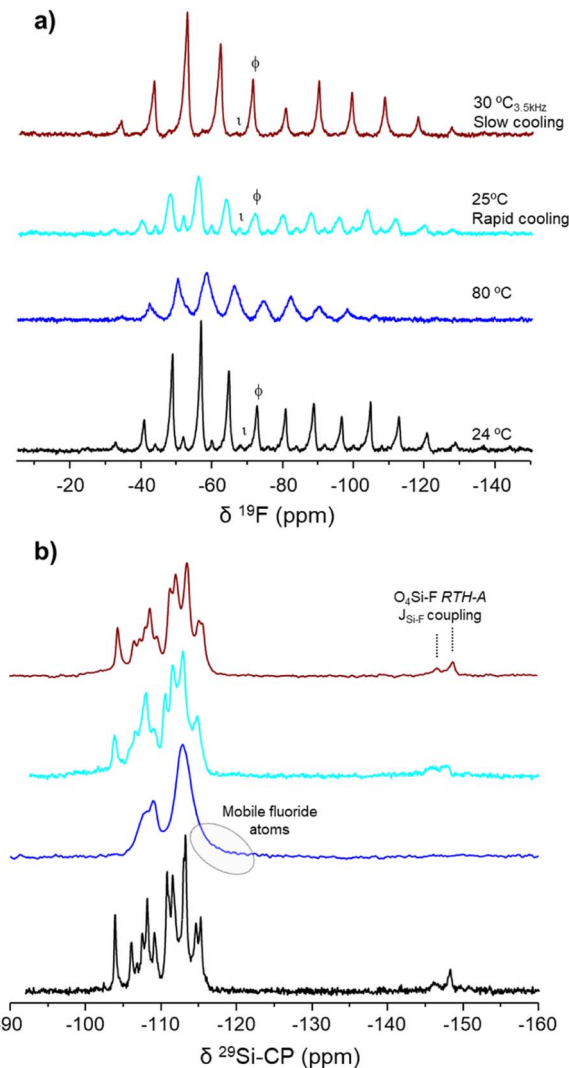 a)
ϕ
30 ºC3.5kHz
Slow cooling
ι
ϕ
25ºC
Rapid cooling
ι
80 ºC
ϕ
ι
24 ºC
-20 -40 -60 -80 -100 -120 -140
δ ¹⁹F (ppm)
b)
O₄Si-F RTH-A
J Si-F coupling
Mobile fluoride
atoms
-90 -100 -110 -120 -130 -140 -150 -160
δ ²⁹Si-CP (ppm)